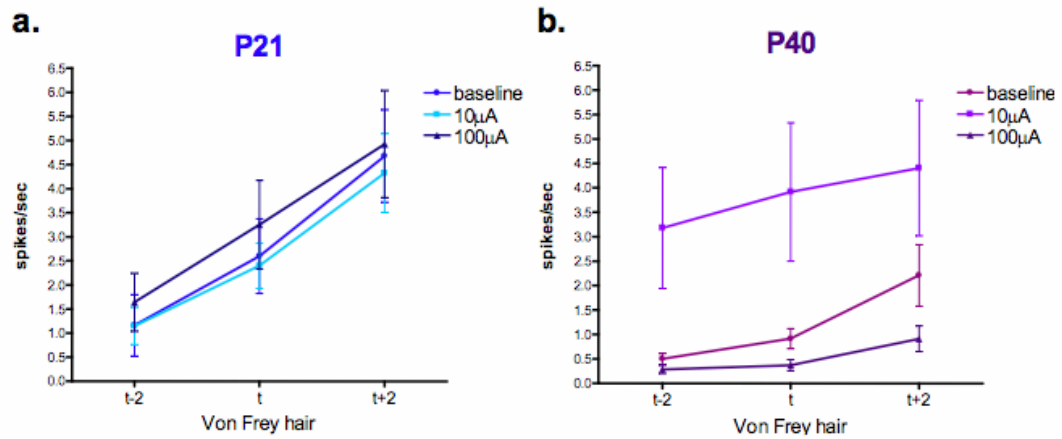 a.
P21
6.5
6.0
5.5
5.0
4.5
4.0
3.5
3.0
2.5
2.0
1.5
1.0
0.5
0.0
spikes/sec
t-2
t
t+2
Von Frey hair
baseline
10μA
100μA
b.
P40
6.5
6.0
5.5
5.0
4.5
4.0
3.5
3.0
2.5
2.0
1.5
1.0
0.5
0.0
spikes/sec
t-2
t
t+2
Von Frey hair
baseline
10μA
100μA